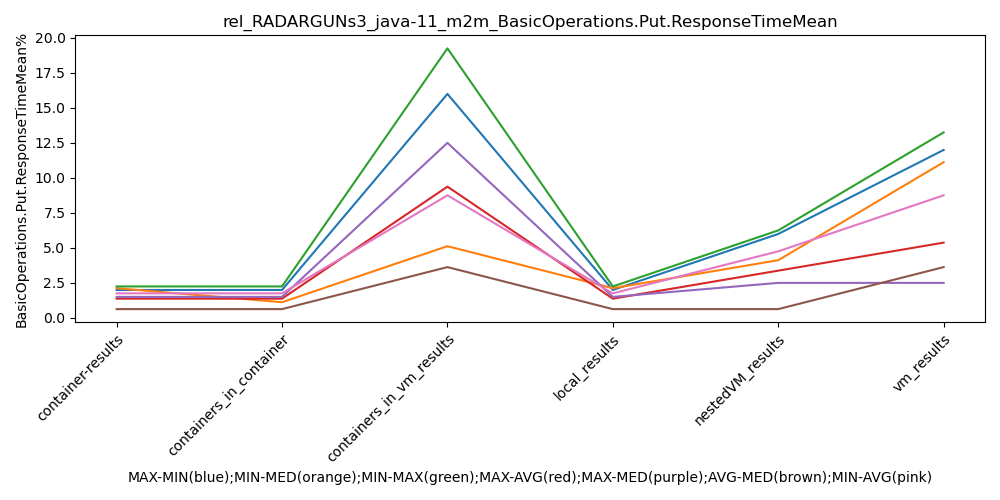 rel_RADARGUNs3_java-11_m2m_BasicOperations.Put.ResponseTimeMean
BasicOperations.Put.ResponseTimeMean%
20.0
17.5
15.0
12.5
10.0
7.5
5.0
2.5
0.0
container-results
containers_in_container
containers_in_vm_results
local_results
nestedVM_results
vm_results
MAX-MIN(blue);MIN-MED(orange);MIN-MAX(green);MAX-AVG(red);MAX-MED(purple);AVG-MED(brown);MIN-AVG(pink)